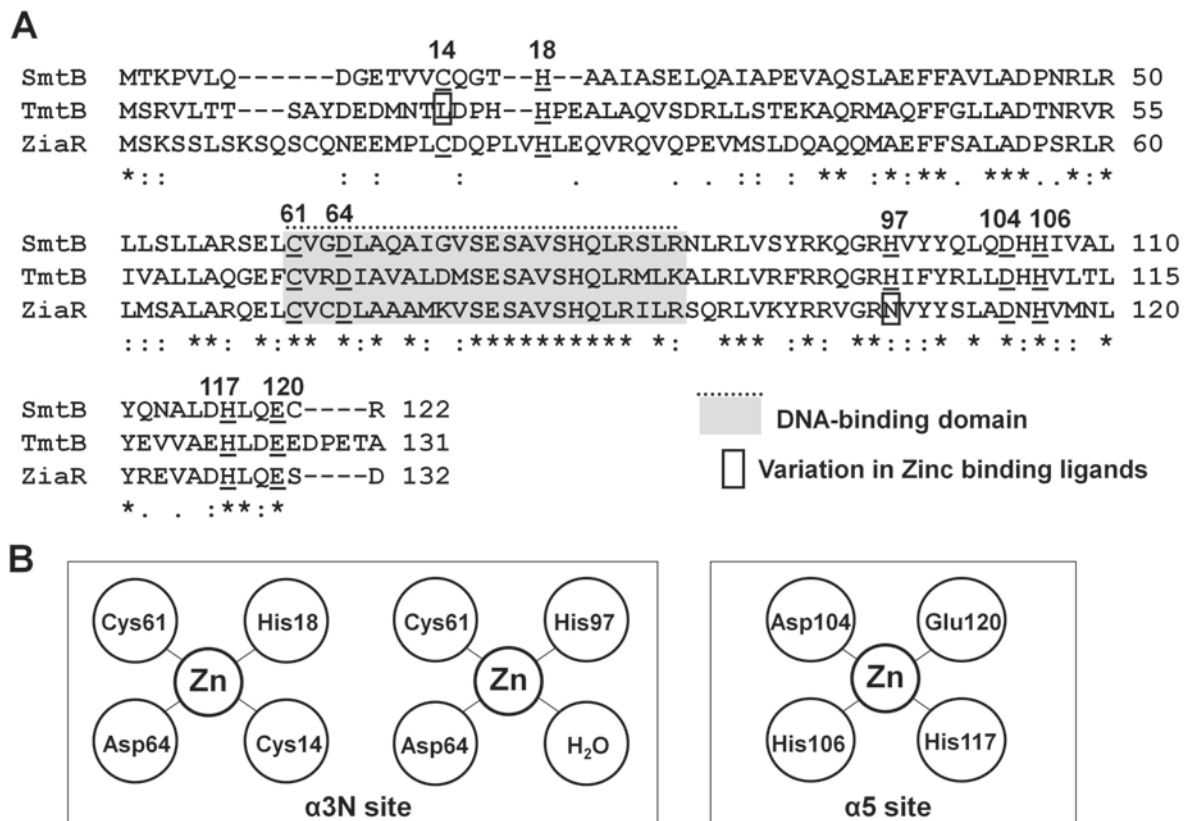 A
14 18
SmtB MTKPVLQ------DGETVVCQGT--H--AAIASELQAIAPEVAQSLAEFFAVLADPNRLR 50
TmtB MSRVLTT---SAYDEDMNTLDPH--HPEALAQVSDRLLSTEKAQRMAQFFGLLADTNRVR 55
ZiaR MSKSSLSKSQSCQNEEMPLCDQPLVHLEQVRQVQPEVMSLDQAQQMAEFFSALADPSRLR 60
*:: : : : . . . : : : ** *:**. ***..*:*
61 64 97 104 106
SmtB LLSLLARSELCVGDLAQAIGVSESAVSHQLRSLRNLRLVSYRKQGRHVYYQLQDHHIVAL 110
TmtB IVALLAQGEFCVRDIAVALDMSESAVSHQLRMLKALRLVRFRRQGRHIFYRLLDHHVLTL 115
ZiaR LMSALARQELCVCDLAAAMKVSESAVSHQLRILRSQRLVKYRRVGRNVYYSLADNHVMNL 120
::: **: *:** *:* *: :********** *: *** :*: **:::* * *:*:: *
117 120
SmtB YQNALDHLQEC----R 122
TmtB YEVVAEHLDEEDPETA 131
ZiaR YREVADHLQES----D 132
*. . :**:*
DNA-binding domain
Variation in Zinc binding ligands
B
Cys61 His18 Cys61 His97 Asp104 Glu120
Zn Zn Zn
Asp64 Cys14 Asp64 H₂O His106 His117
α3N site α5 site